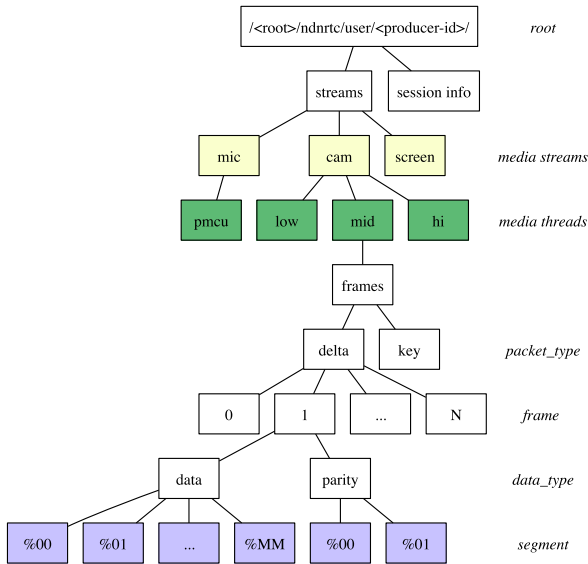 /<root>/ndnrtc/user/<producer-id>/ root
streams session info
mic cam screen media streams
pmcu low mid hi media threads
frames
delta key packet_type
0 1 ... N frame
data parity data_type
%00 %01 ... %MM %00 %01 segment